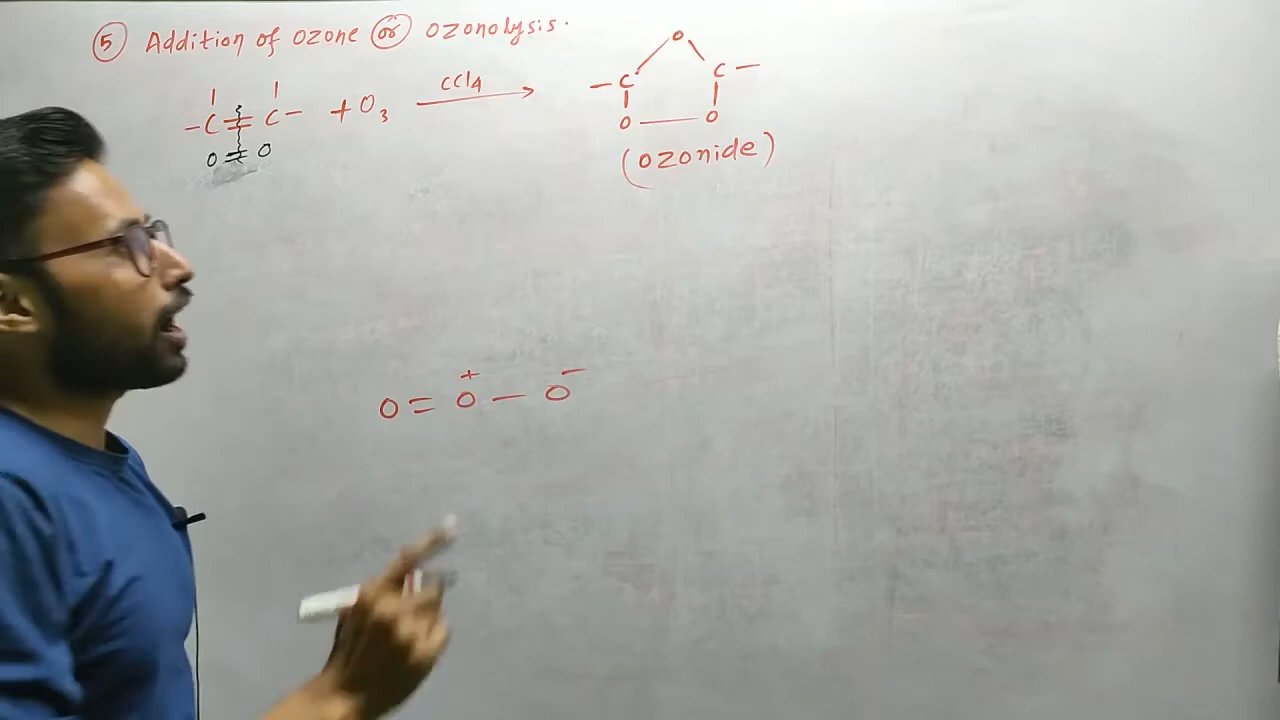 ⑤ Addition of ozone or ozonolysis.
-C=C- + O3 CCl4 → -C O C-
O=O O — O
(ozonide)
O = O⁺ — O⁻